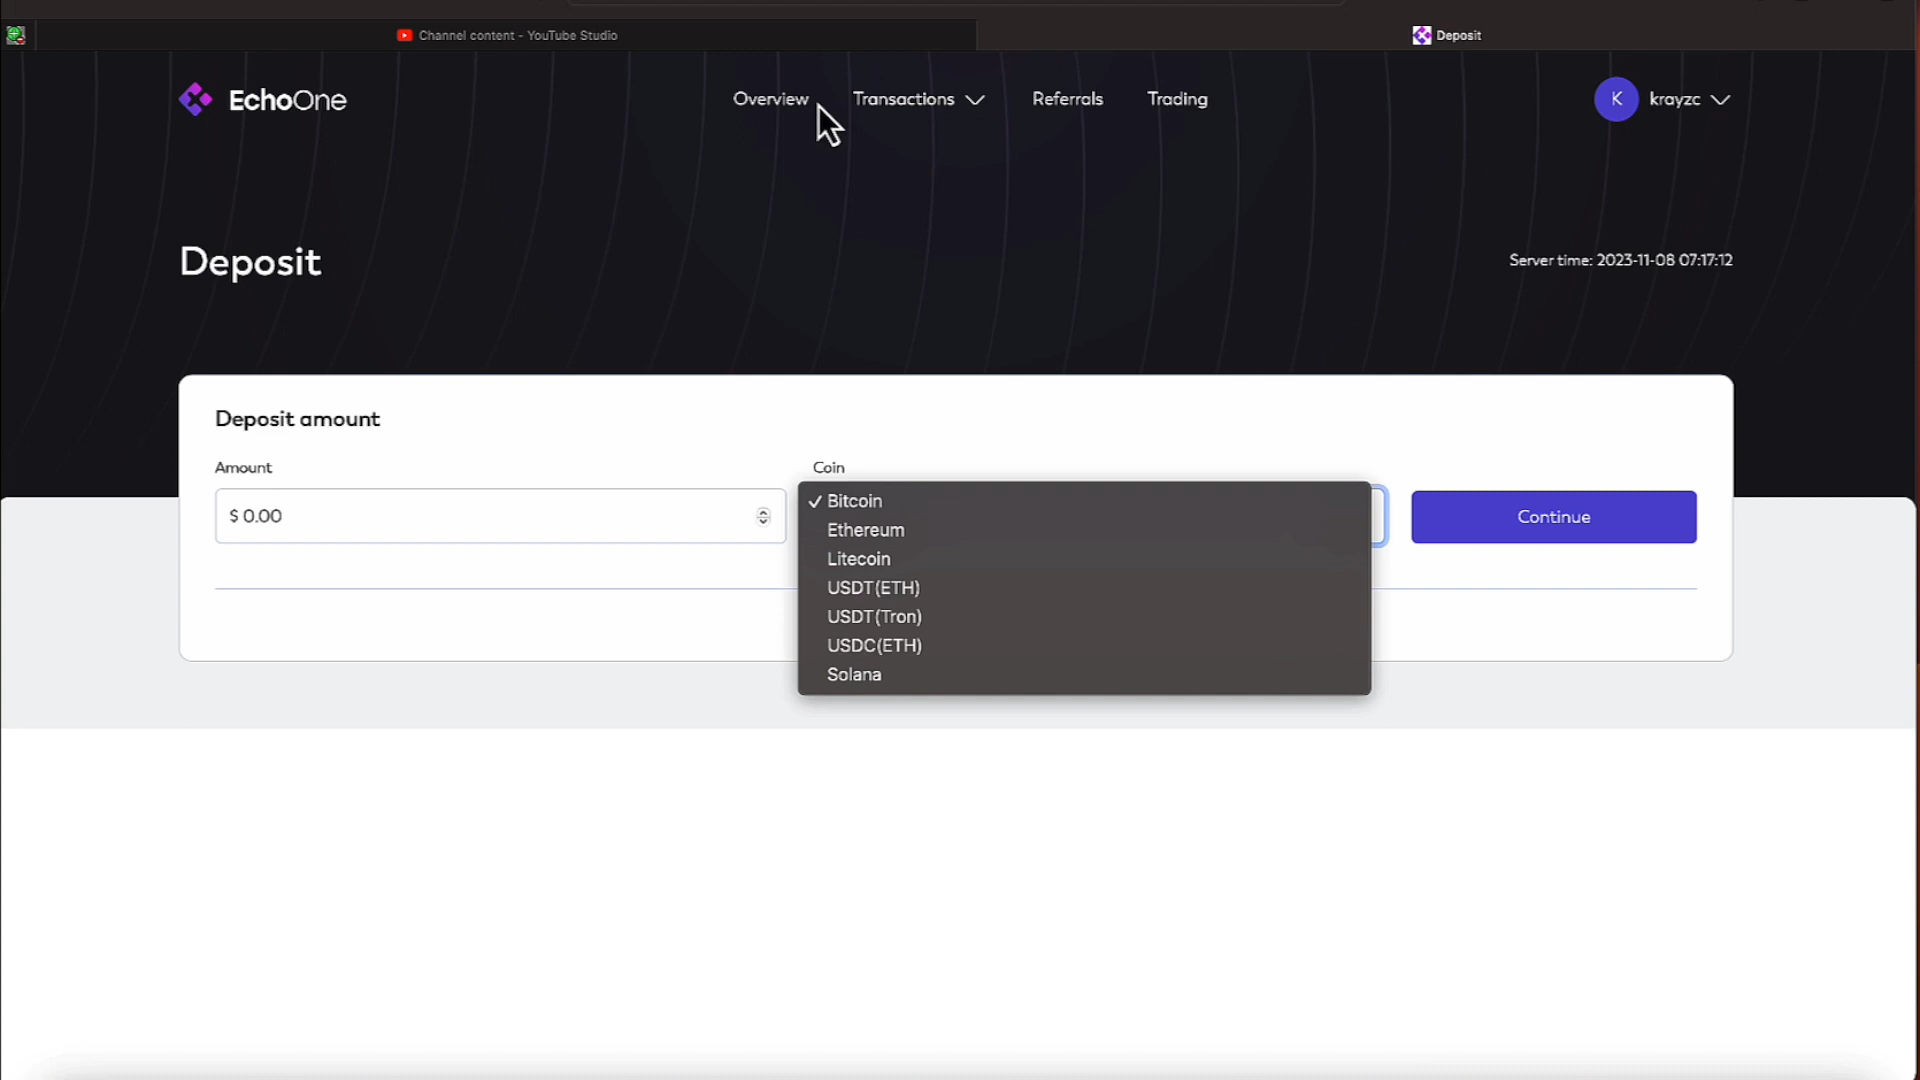 Channel content - YouTube Studio
Deposit
EchoOne
Overview
Transactions
Referrals
Trading
K
krayzc
Deposit
Server time: 2023-11-08 07:17:12
Deposit amount
Amount
Coin
$ 0.00
✓ Bitcoin
Ethereum
Litecoin
USDT(ETH)
USDT(Tron)
USDC(ETH)
Solana
Continue